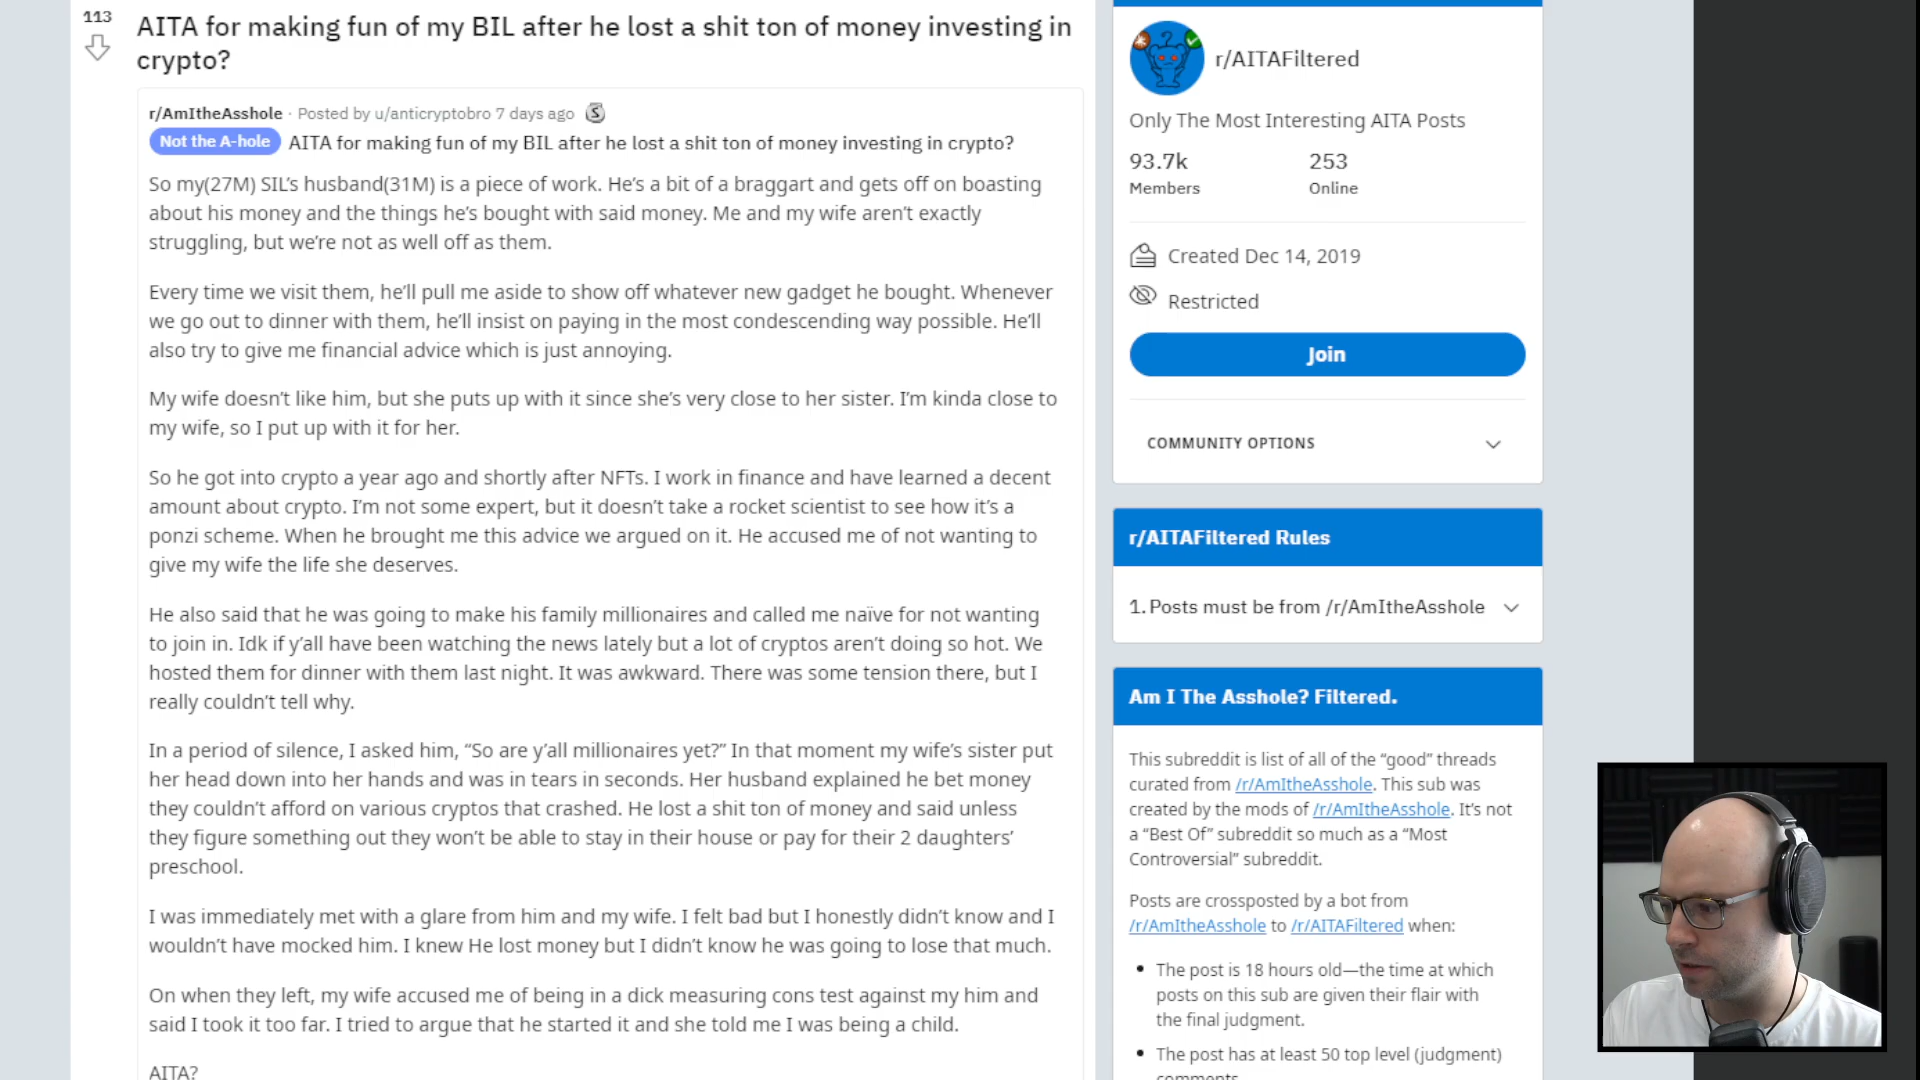 113
AITA for making fun of my BIL after he lost a shit ton of money investing in
crypto?
r/AmItheAsshole · Posted by u/anticryptobro 7 days ago
Not the A-hole AITA for making fun of my BIL after he lost a shit ton of money investing in crypto?
So my(27M) SIL's husband(31M) is a piece of work. He's a bit of a braggart and gets off on boasting
about his money and the things he's bought with said money. Me and my wife aren't exactly
struggling, but we're not as well off as them.
Every time we visit them, he'll pull me aside to show off whatever new gadget he bought. Whenever
we go out to dinner with them, he'll insist on paying in the most condescending way possible. He'll
also try to give me financial advice which is just annoying.
My wife doesn't like him, but she puts up with it since she's very close to her sister. I'm kinda close to
my wife, so I put up with it for her.
So he got into crypto a year ago and shortly after NFTs. I work in finance and have learned a decent
amount about crypto. I'm not some expert, but it doesn't take a rocket scientist to see how it's a
ponzi scheme. When he brought me this advice we argued on it. He accused me of not wanting to
give my wife the life she deserves.
He also said that he was going to make his family millionaires and called me naïve for not wanting
to join in. Idk if y'all have been watching the news lately but a lot of cryptos aren't doing so hot. We
hosted them for dinner with them last night. It was awkward. There was some tension there, but I
really couldn't tell why.
In a period of silence, I asked him, “So are y'all millionaires yet?” In that moment my wife's sister put
her head down into her hands and was in tears in seconds. Her husband explained he bet money
they couldn't afford on various cryptos that crashed. He lost a shit ton of money and said unless
they figure something out they won't be able to stay in their house or pay for their 2 daughters'
preschool.
I was immediately met with a glare from him and my wife. I felt bad but I honestly didn't know and I
wouldn't have mocked him. I knew He lost money but I didn't know he was going to lose that much.
On when they left, my wife accused me of being in a dick measuring cons test against my him and
said I took it too far. I tried to argue that he started it and she told me I was being a child.
AITA?
r/AITAFiltered
Only The Most Interesting AITA Posts
93.7k 253
Members Online
Created Dec 14, 2019
Restricted
Join
COMMUNITY OPTIONS
r/AITAFiltered Rules
1. Posts must be from /r/AmItheAsshole
Am I The Asshole? Filtered.
This subreddit is list of all of the “good” threads
curated from /r/AmItheAsshole. This sub was
created by the mods of /r/AmItheAsshole. It's not
a “Best Of” subreddit so much as a “Most
Controversial” subreddit.
Posts are crossposted by a bot from
/r/AmItheAsshole to /r/AITAFiltered when:
• The post is 18 hours old—the time at which
posts on this sub are given their flair with
the final judgment.
• The post has at least 50 top level (judgment)
comments